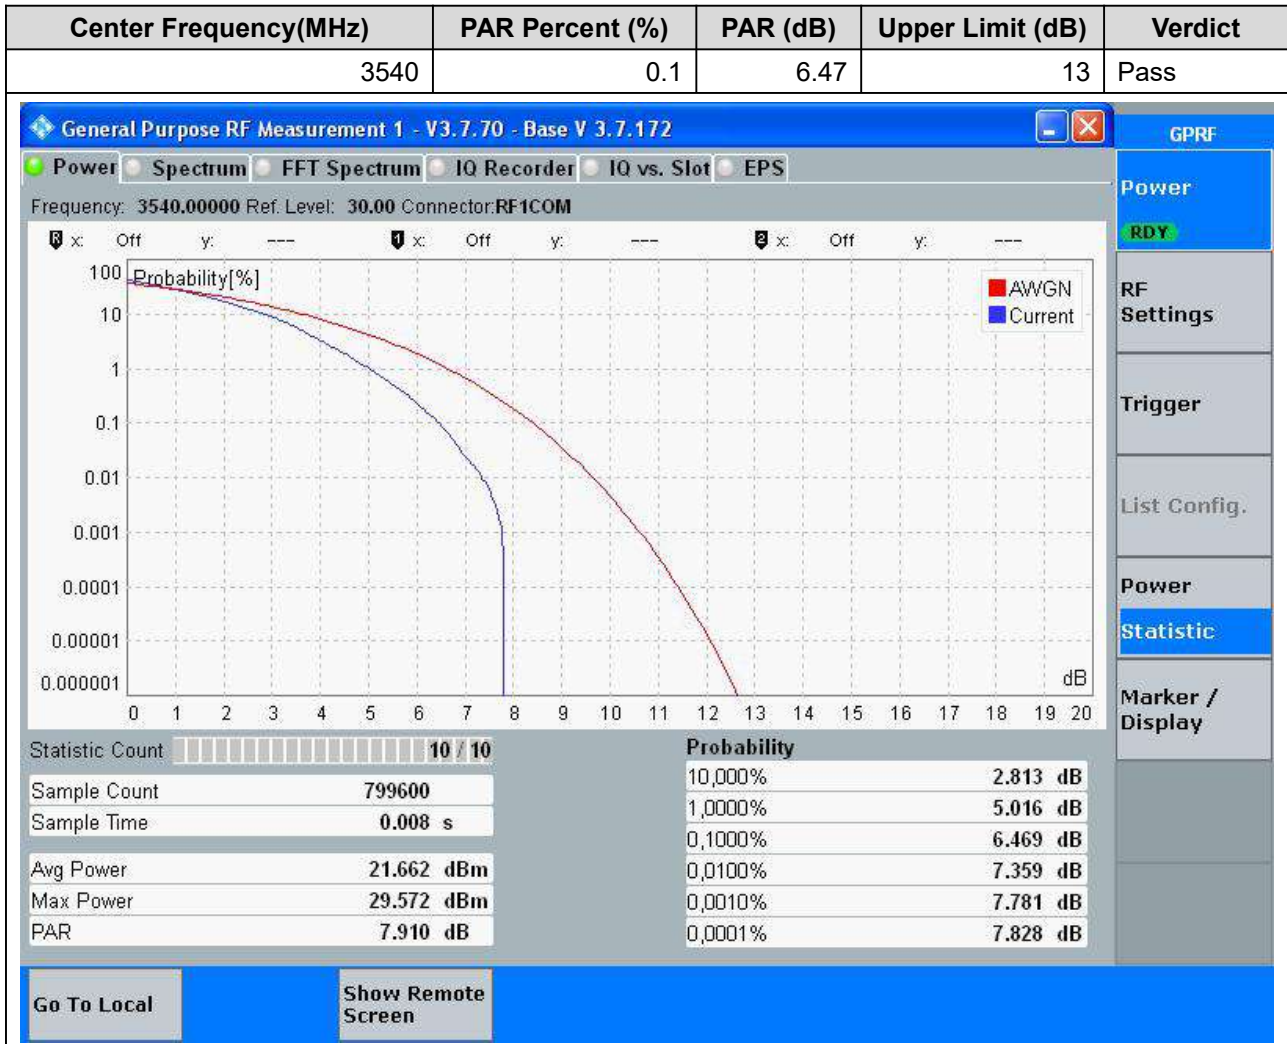 Center Frequency(MHz) PAR Percent (%) PAR (dB) Upper Limit (dB) Verdict
3540 0.1 6.47 13 Pass
General Purpose RF Measurement 1 - V3.7.70 - Base V 3.7.172
GPRF
Power Spectrum FFT Spectrum IQ Recorder IQ vs. Slot EPS
Power
RDY
Frequency: 3540.00000 Ref. Level: 30.00 Connector:RF1COM
R x: Off y: --- 1 x: Off y: --- 2 x: Off y: ---
Probability[%]
AWGN
Current
100
10
1
0.1
0.01
0.001
0.0001
0.00001
0.000001
dB
0 1 2 3 4 5 6 7 8 9 10 11 12 13 14 15 16 17 18 19 20
RF
Settings
Trigger
List Config.
Power
Statistic
Marker /
Display
Statistic Count 10 / 10
Sample Count 799600
Sample Time 0.008 s
Avg Power 21.662 dBm
Max Power 29.572 dBm
PAR 7.910 dB
Probability
10,000% 2.813 dB
1,0000% 5.016 dB
0,1000% 6.469 dB
0,0100% 7.359 dB
0,0010% 7.781 dB
0,0001% 7.828 dB
Go To Local
Show Remote
Screen